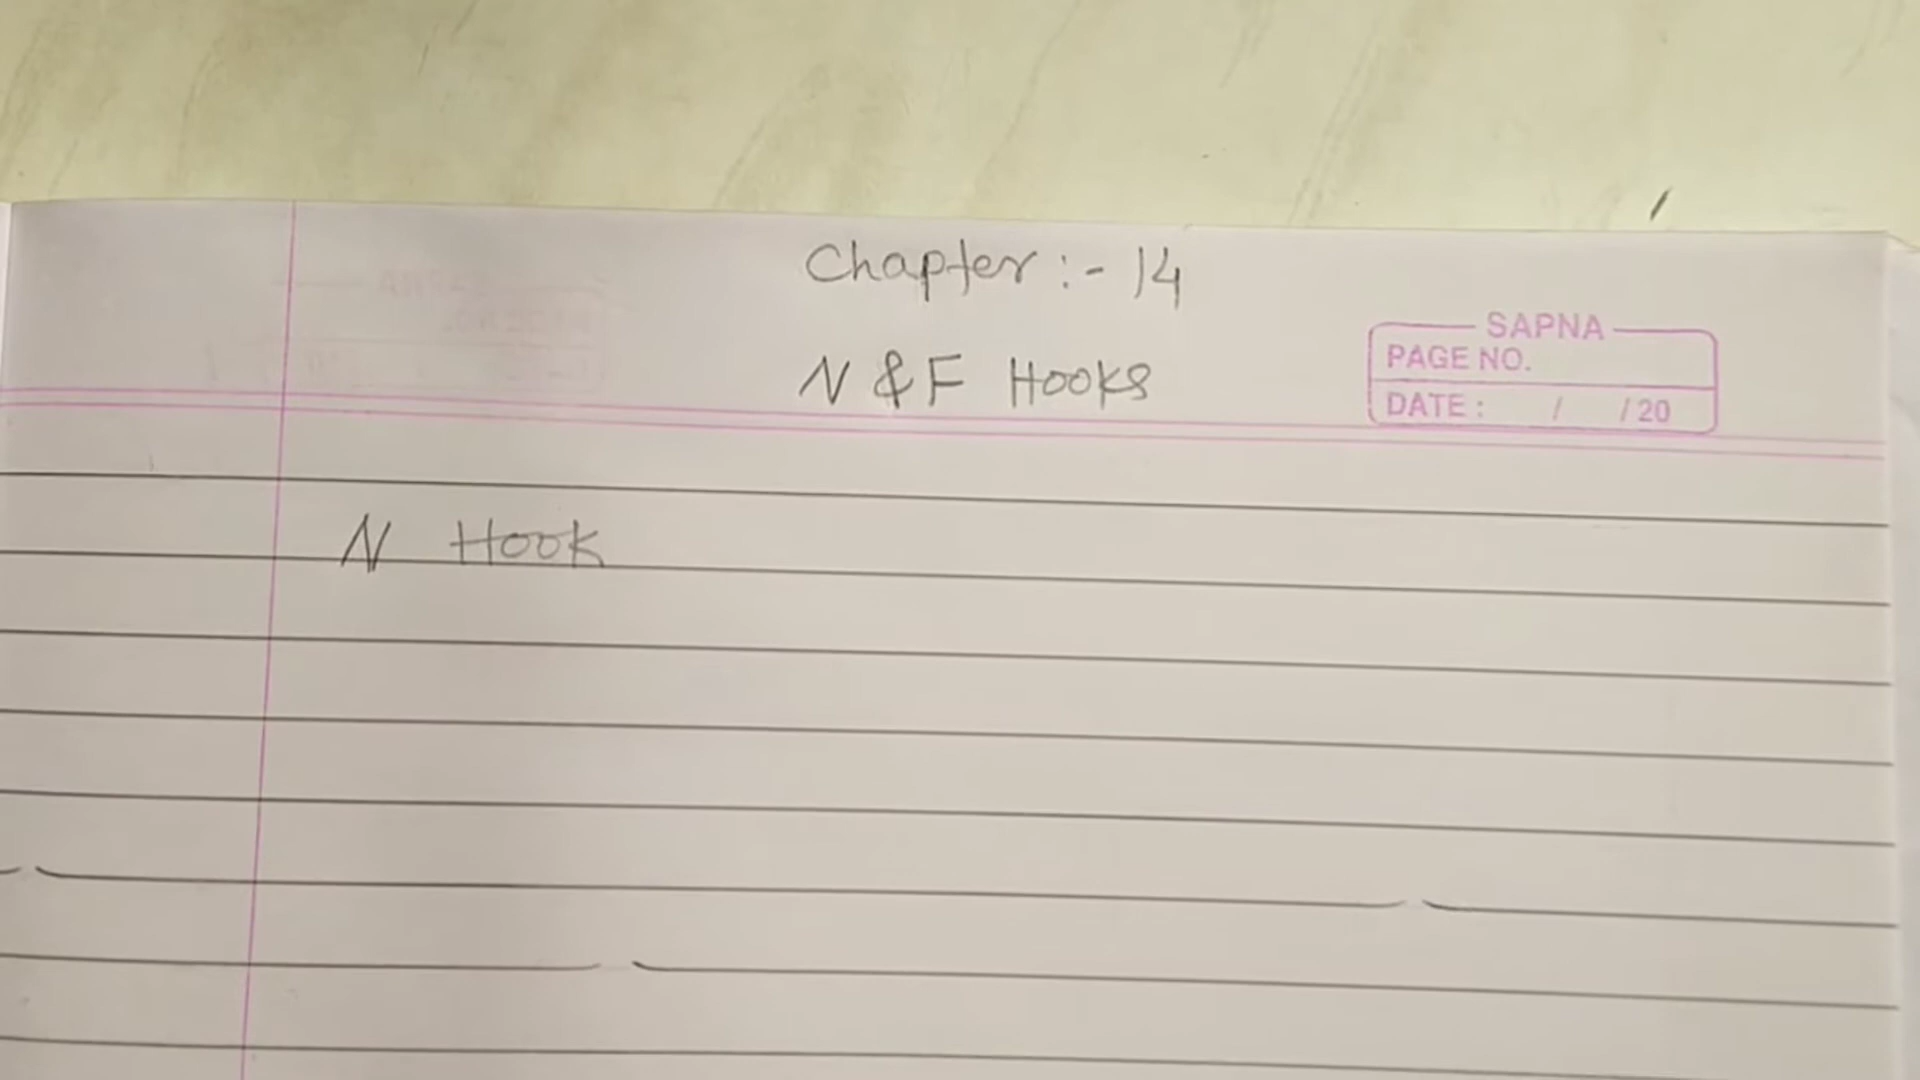 Chapter :- 14
N & F Hooks
SAPNA
PAGE NO.
DATE : / / 20
N Hook